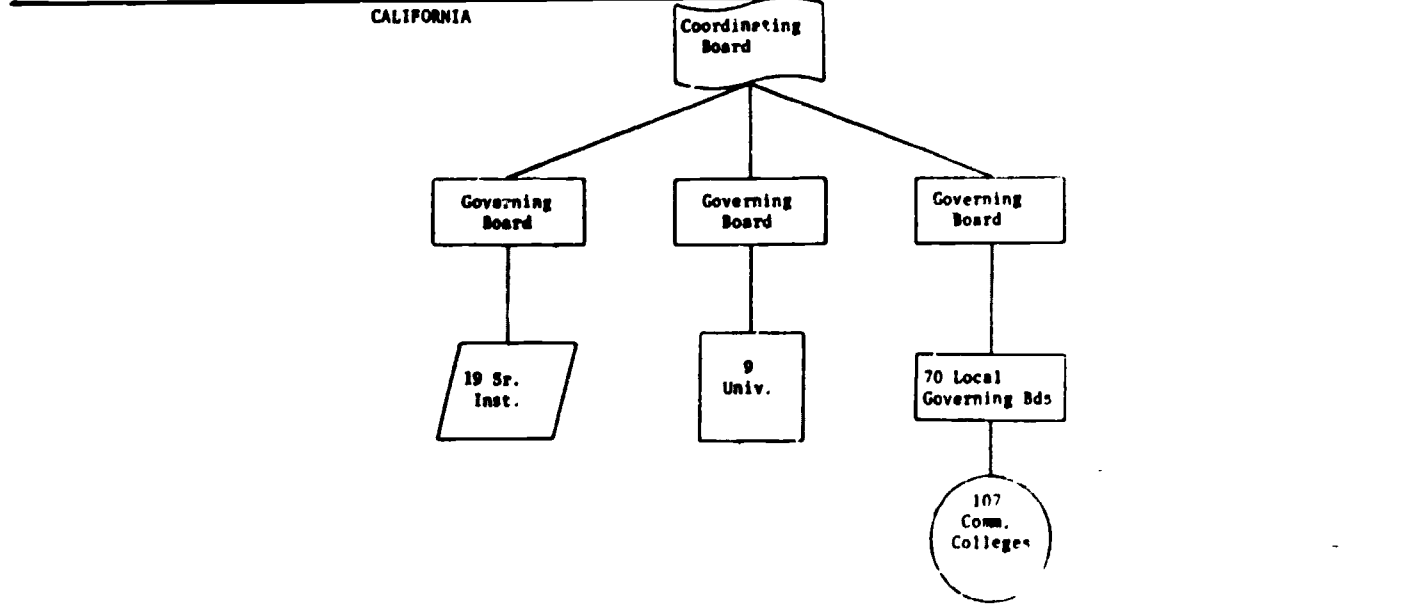 CALIFORNIA
Coordinating
Board
Governing
Board
Governing
Board
Governing
Board
19 Sr.
Inst.
9
Univ.
70 Local
Governing Bds
107
Comm.
Colleges